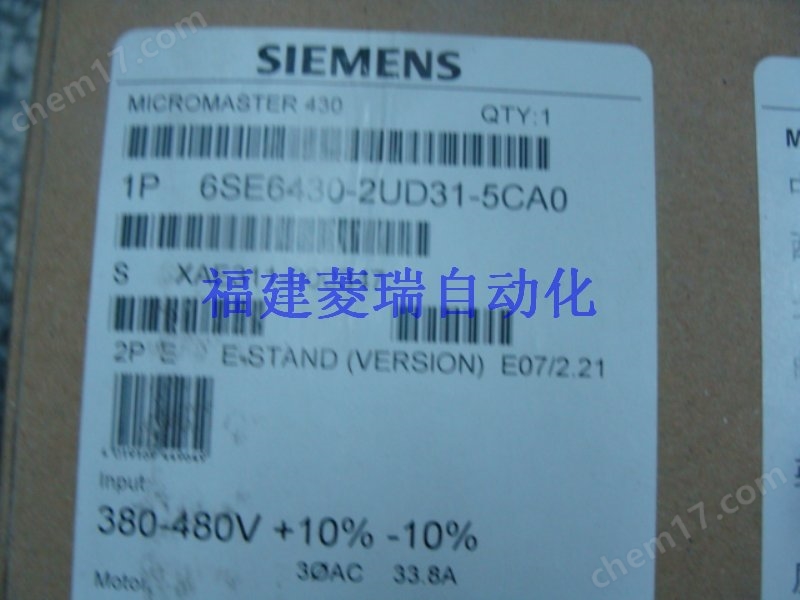 SIEMENS
MICROMASTER 430 QTY:1
1P 6SE6430-2UD31-5CA0
S
福建菱瑞自动化
2P E E-STAND (VERSION) E07/2.21
Input
380-480V +10% -10%
3ØAC 33.8A
Motor
chem17.com
chem17.com